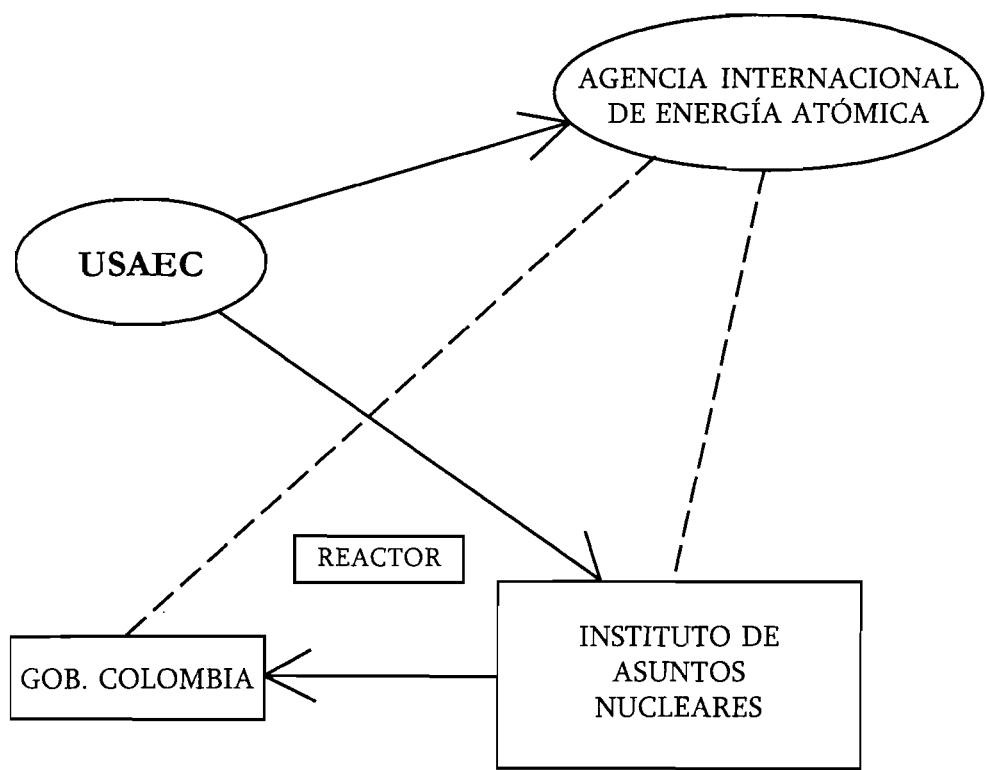 AGENCIA INTERNACIONAL
DE ENERGÍA ATÓMICA
USAEC
REACTOR
GOB. COLOMBIA
INSTITUTO DE
ASUNTOS
NUCLEARES